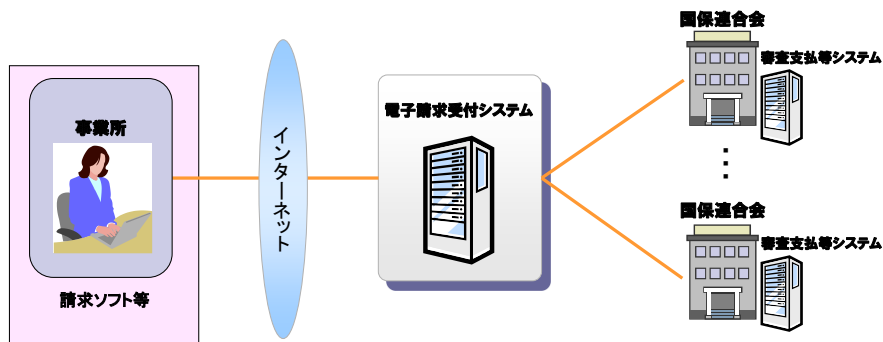 事業所
請求ソフト等
インターネット
電子請求受付システム
国保連合会
審査支払等システム
国保連合会
審査支払等システム